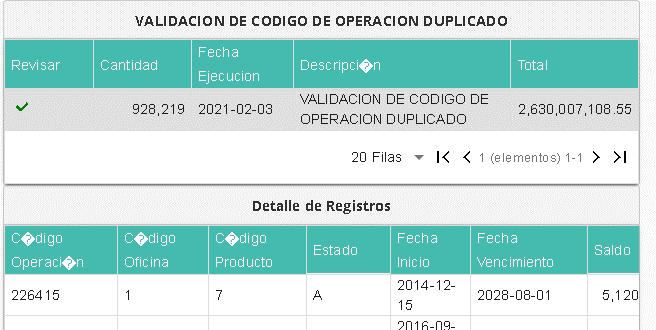 VALIDACION DE CODIGO DE OPERACION DUPLICADO
Revisar Cantidad Fecha Ejecucion Descripci�n Total
928,219 2021-02-03 VALIDACION DE CODIGO DE OPERACION DUPLICADO 2,630,007,108.55
20 Filas 1 (elementos) 1-1
Detalle de Registros
C�digo Operaci�n C�digo Oficina C�digo Producto Estado Fecha Inicio Fecha Vencimiento Saldo
226415 1 7 A 2014-12-15 2028-08-01 5,120
2016-09-